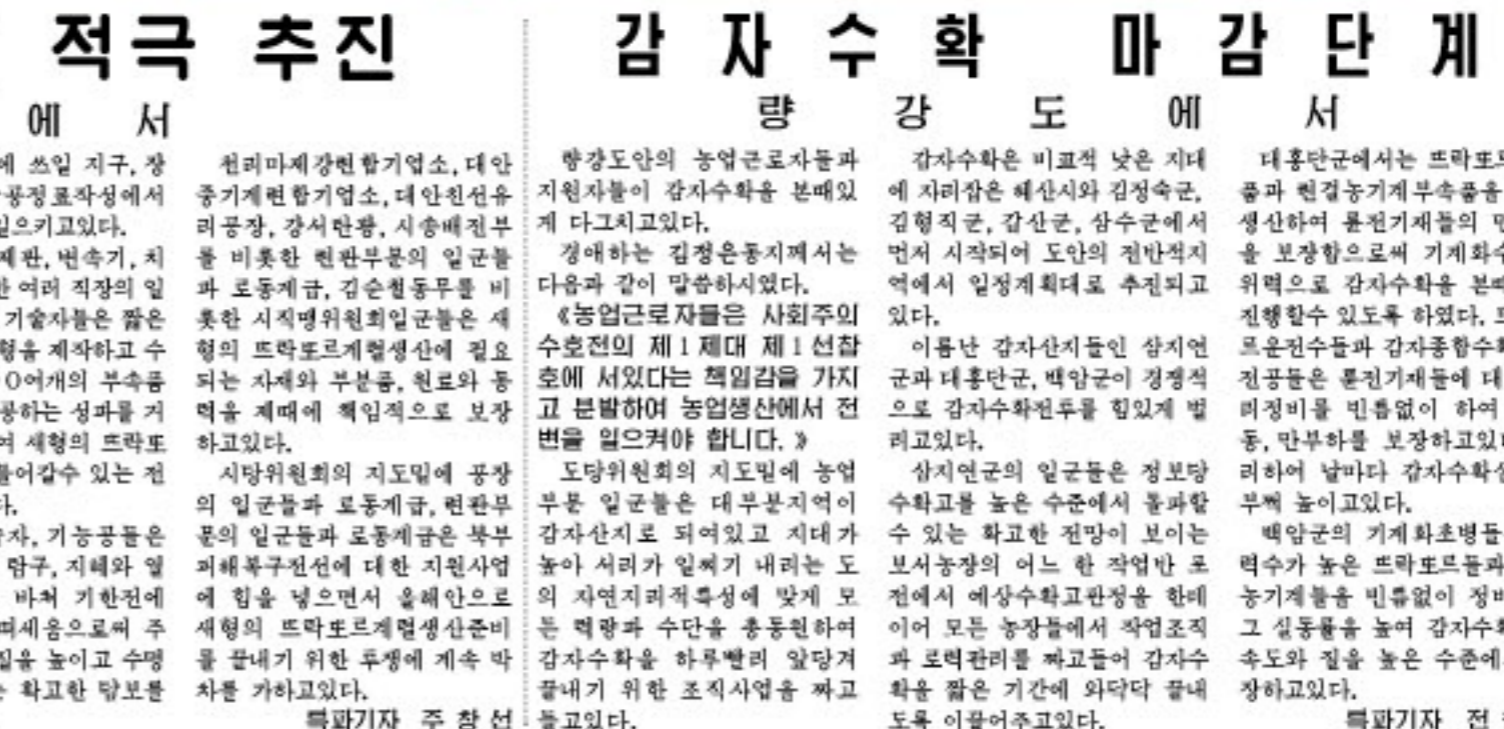 적극 추진
에서
에 쓰일 지구, 장
공정표작성에서
일으키고있다.
제판, 변속기, 치
한 여러 직장의 일
기술자들은 짧은
형을 제작하고 수
0여개의 부속품
공하는 성과를 거
여 새형의 뜨락또
들어갈수 있는 전
다.
자, 기능공들은
탐구, 지혜와 열
바쳐 기한전에
며세움으로써 주
질을 높이고 수명
는 확고한 담보를
천리마제강련합기업소, 대안
중기계련합기업소, 대안친선유
리공장, 강서탄광, 시송배전부
를 비롯한 련관부문의 일군들
과 로동계급, 김순철동무를 비
롯한 시직맹위원회일군들은 새
형의 뜨락또르계렬생산에 필요
되는 자재와 부분품, 원료와 동
력을 제때에 책임적으로 보장
하고있다.
시당위원회의 지도밑에 공장
의 일군들과 로동계급, 련관부
문의 일군들과 로동계급은 북부
피해복구전선에 대한 지원사업
에 힘을 넣으면서 올해안으로
새형의 뜨락또르계렬생산준비
를 끝내기 위한 투쟁에 계속 박
차를 가하고있다.
특파기자 주창선
감자수확 마감단계
량강도에서
량강도안의 농업근로자들과
지원자들이 감자수확을 본때있
게 다그치고있다.
경애하는 김정은동지께서는
다음과 같이 말씀하시였다.
《농업근로자들은 사회주의
수호전의 제1제대 제1선참
호에 서있다는 책임감을 가지
고 분발하여 농업생산에서 전
변을 일으켜야 합니다.》
도당위원회의 지도밑에 농업
부문 일군들은 대부분지역이
감자산지로 되여있고 지대가
높아 서리가 일찌기 내리는 도
의 자연지리적특성에 맞게 모
든 력량과 수단을 총동원하여
감자수확을 하루빨리 앞당겨
끝내기 위한 조직사업을 짜고
들고있다.
감자수확은 비교적 낮은 지대
에 자리잡은 혜산시와 김정숙군,
김형직군, 갑산군, 삼수군에서
먼저 시작되여 도안의 전반적지
역에서 일정계획대로 추진되고
있다.
이름난 감자산지들인 삼지연
군과 대홍단군, 백암군이 경쟁적
으로 감자수확전투를 힘있게 벌
리고있다.
삼지연군의 일군들은 정보당
수확고를 높은 수준에서 돌파할
수 있는 확고한 전망이 보이는
보서농장의 어느 한 작업반 포
전에서 예상수확고판정을 한데
이어 모든 농장들에서 작업조직
과 로력관리를 짜고들어 감자수
확을 짧은 기간에 와닥닥 끝내
도록 이끌어주고있다.
대홍단군에서는 뜨락또르
품과 련결농기계부속품을
생산하여 륜전기재들의
을 보장함으로써 기계화수
위력으로 감자수확을 본때
진행할수 있도록 하였다.
르운전수들과 감자종합수확
전공들은 륜전기재들에 대
리정비를 빈틈없이 하여
동, 만부하를 보장하고있다
리하여 날마다 감자수확실
부쩍 높이고있다.
백암군의 기계화초병들
력수가 높은 뜨락또르들과
농기계들을 빈틈없이 정비
그 실동률을 높여 감자수확
속도와 질을 높은 수준에서
장하고있다.
특파기자 전